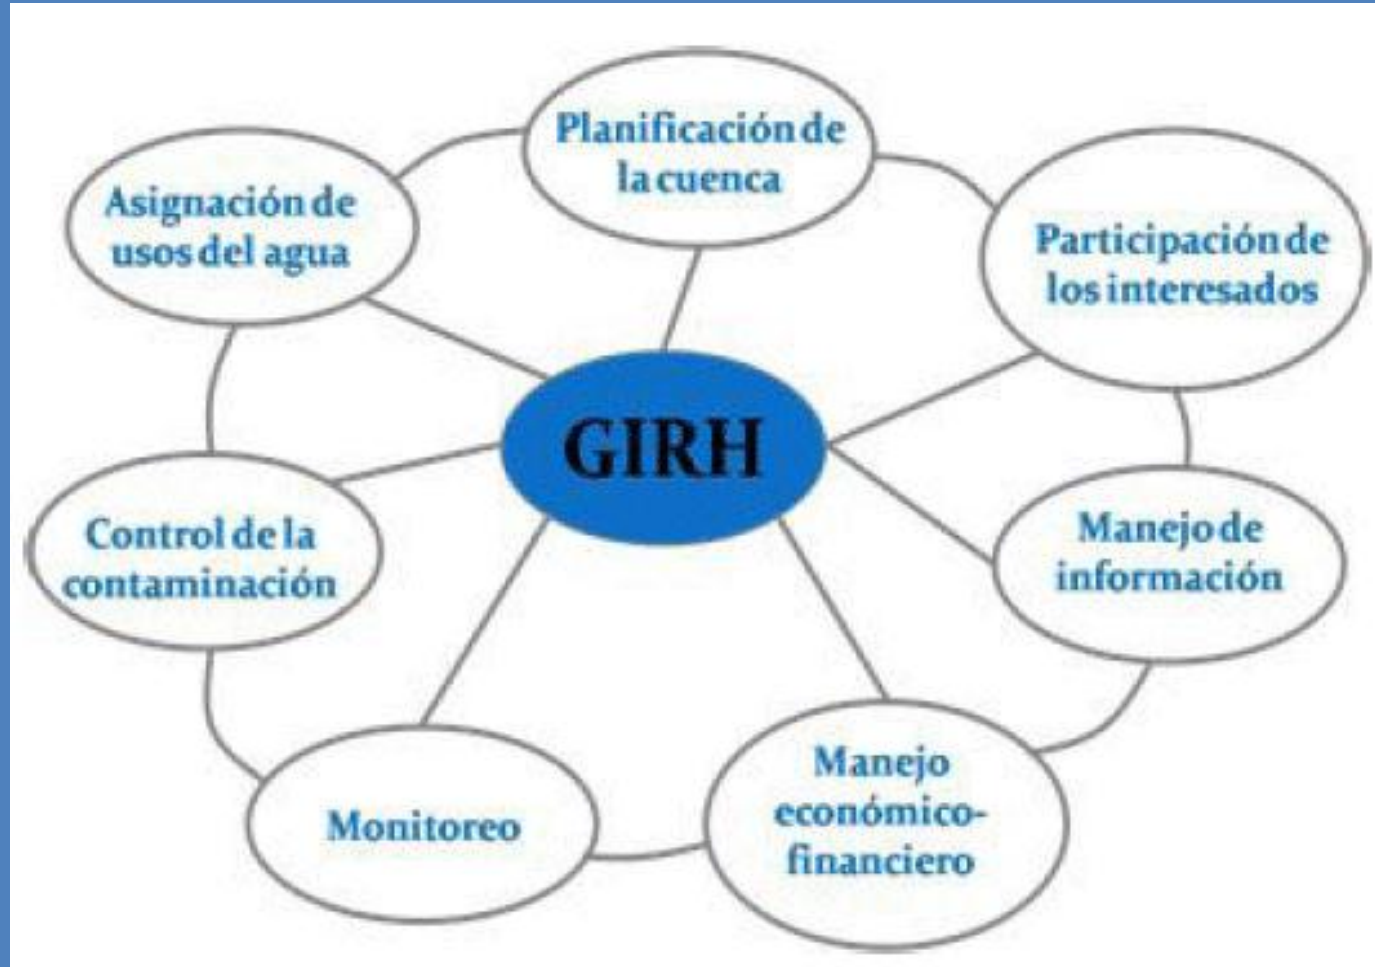 Planificación de
la cuenca
Asignación de
usos del agua
Participación de
los interesados
GIRH
Control de la
contaminación
Manejo de
información
Monitoreo
Manejo
económico-
financiero